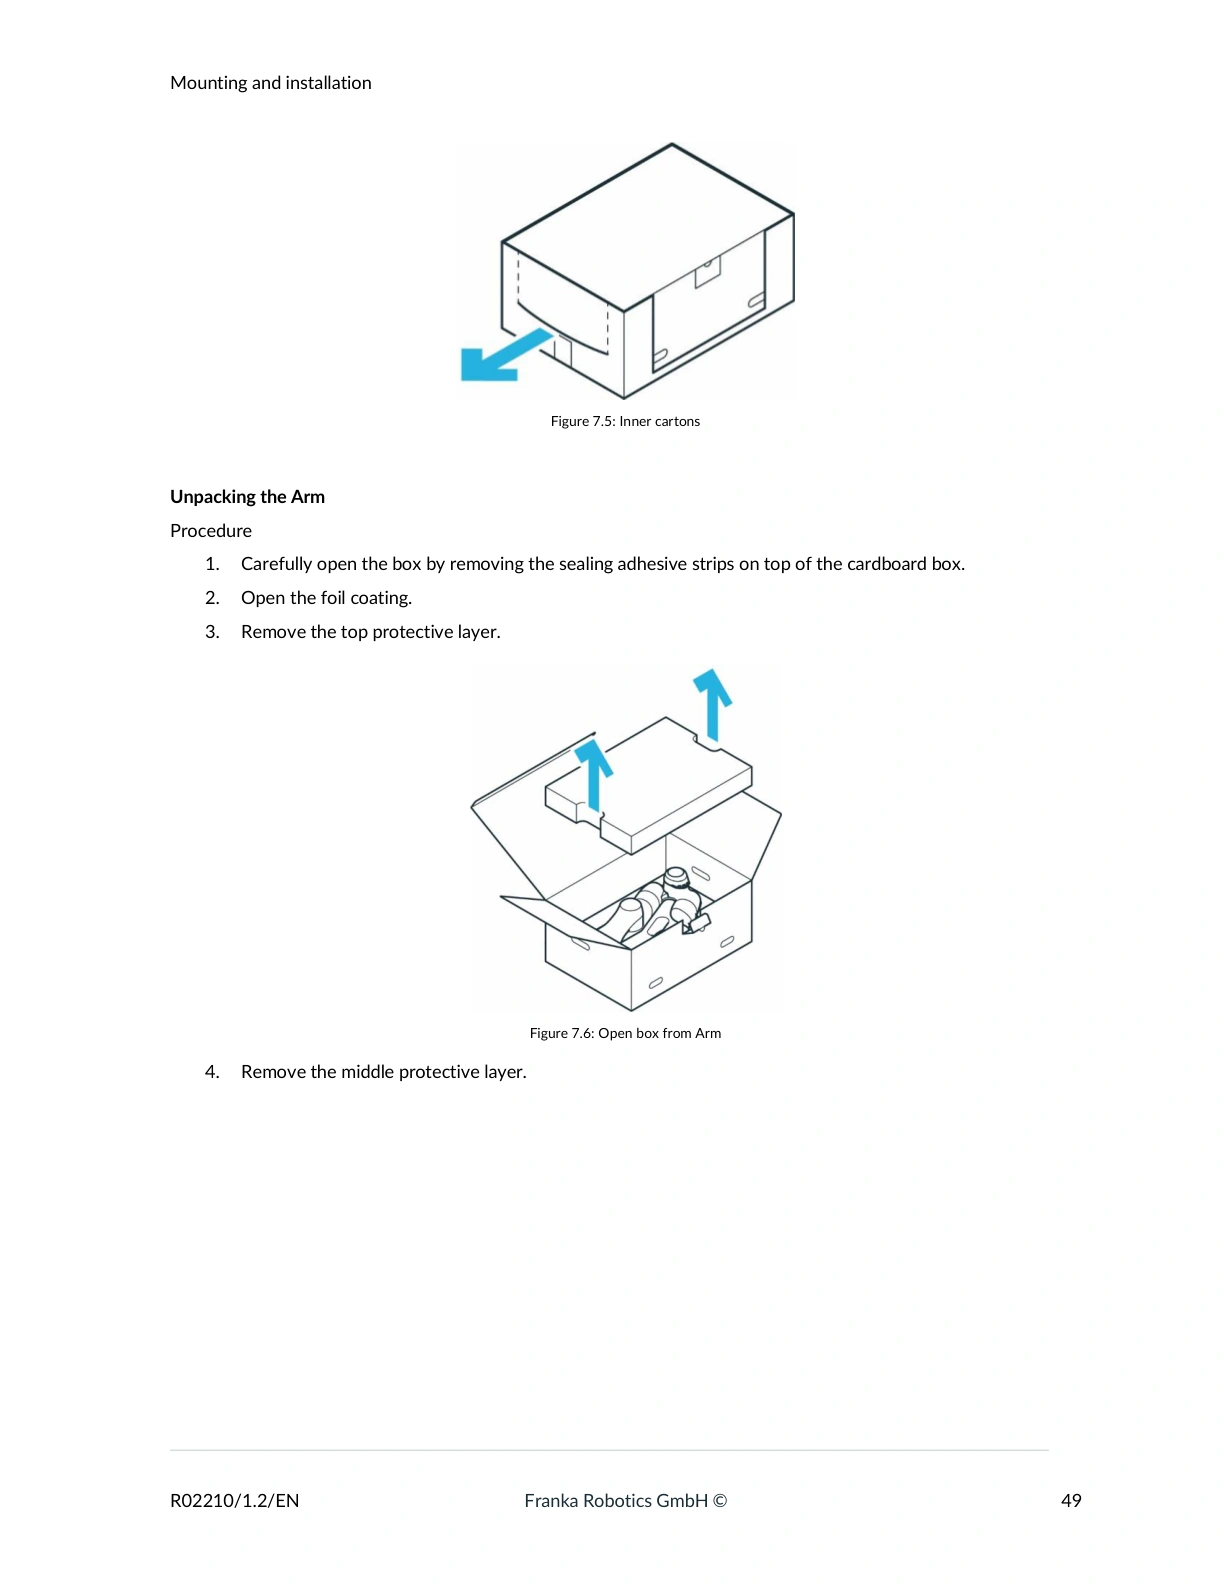 Mounting and installation
Figure 7.5: Inner cartons
Unpacking the Arm
Procedure
1. Carefully open the box by removing the sealing adhesive strips on top of the cardboard box.
2. Open the foil coating.
3. Remove the top protective layer.
Figure 7.6: Open box from Arm
4. Remove the middle protective layer.
R02210/1.2/EN Franka Robotics GmbH © 49